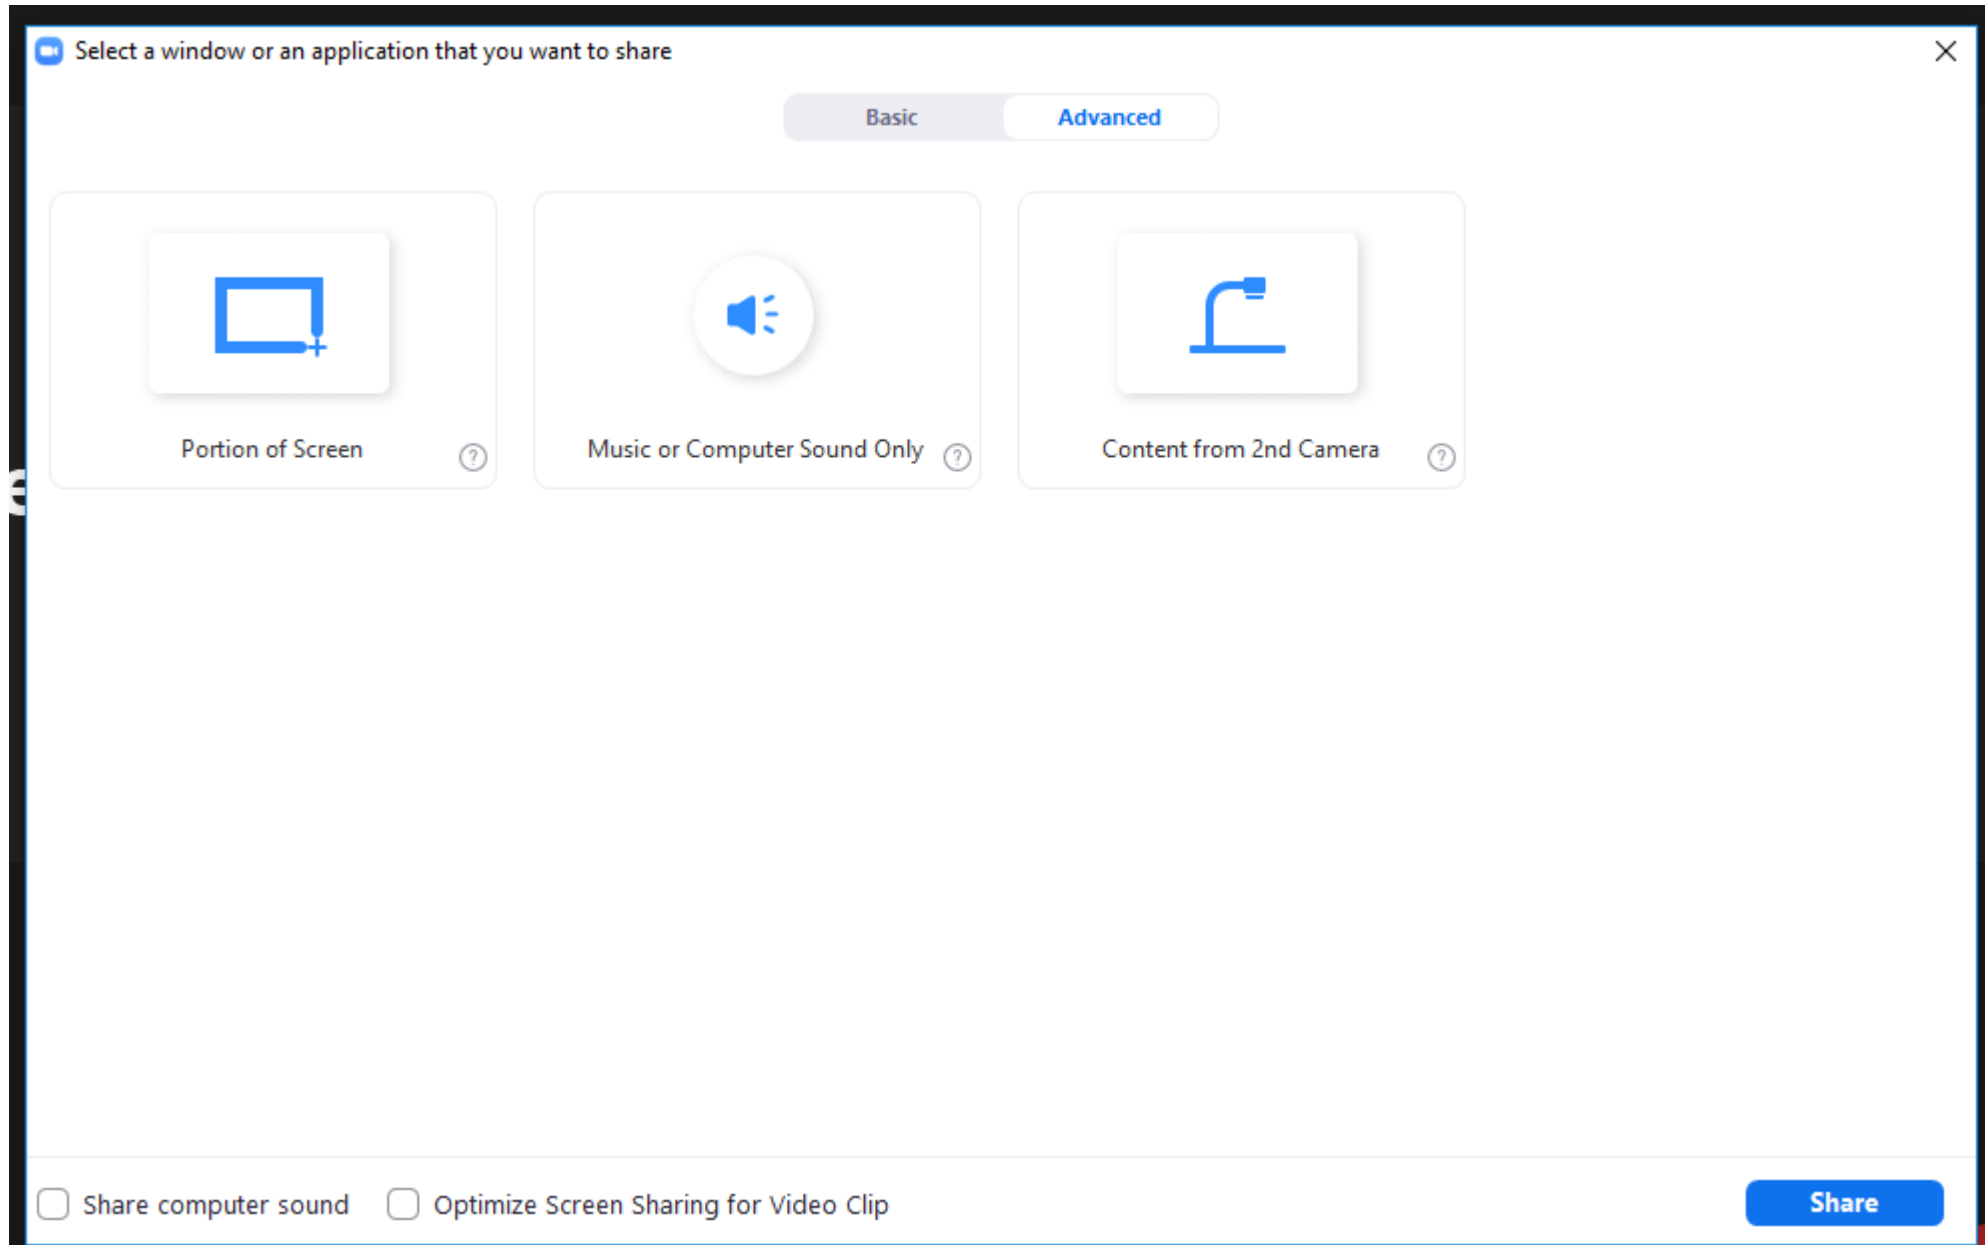 Select a window or an application that you want to share
Basic
Advanced
Portion of Screen
?
Music or Computer Sound Only
?
Content from 2nd Camera
?
e
Share computer sound
Optimize Screen Sharing for Video Clip
Share